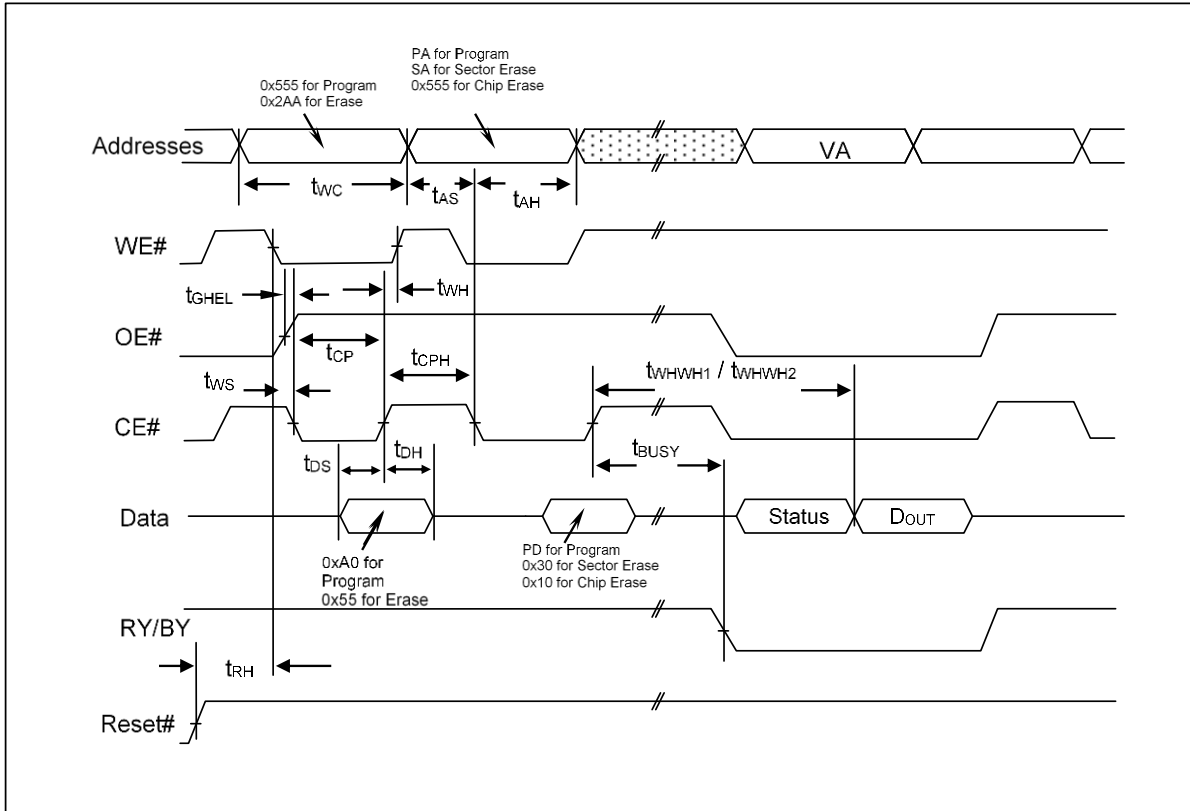 PA for Program
SA for Sector Erase
0x555 for Chip Erase
0x555 for Program
0x2AA for Erase
Addresses
VA
tWC
tAS
tAH
WE#
tGHEL
tWH
OE#
tCP
tCPH
tWS
tWHWH1 / tWHWH2
CE#
tDS
tDH
tBUSY
Data
Status
DOUT
0xA0 for
Program
0x55 for Erase
PD for Program
0x30 for Sector Erase
0x10 for Chip Erase
RY/BY
tRH
Reset#